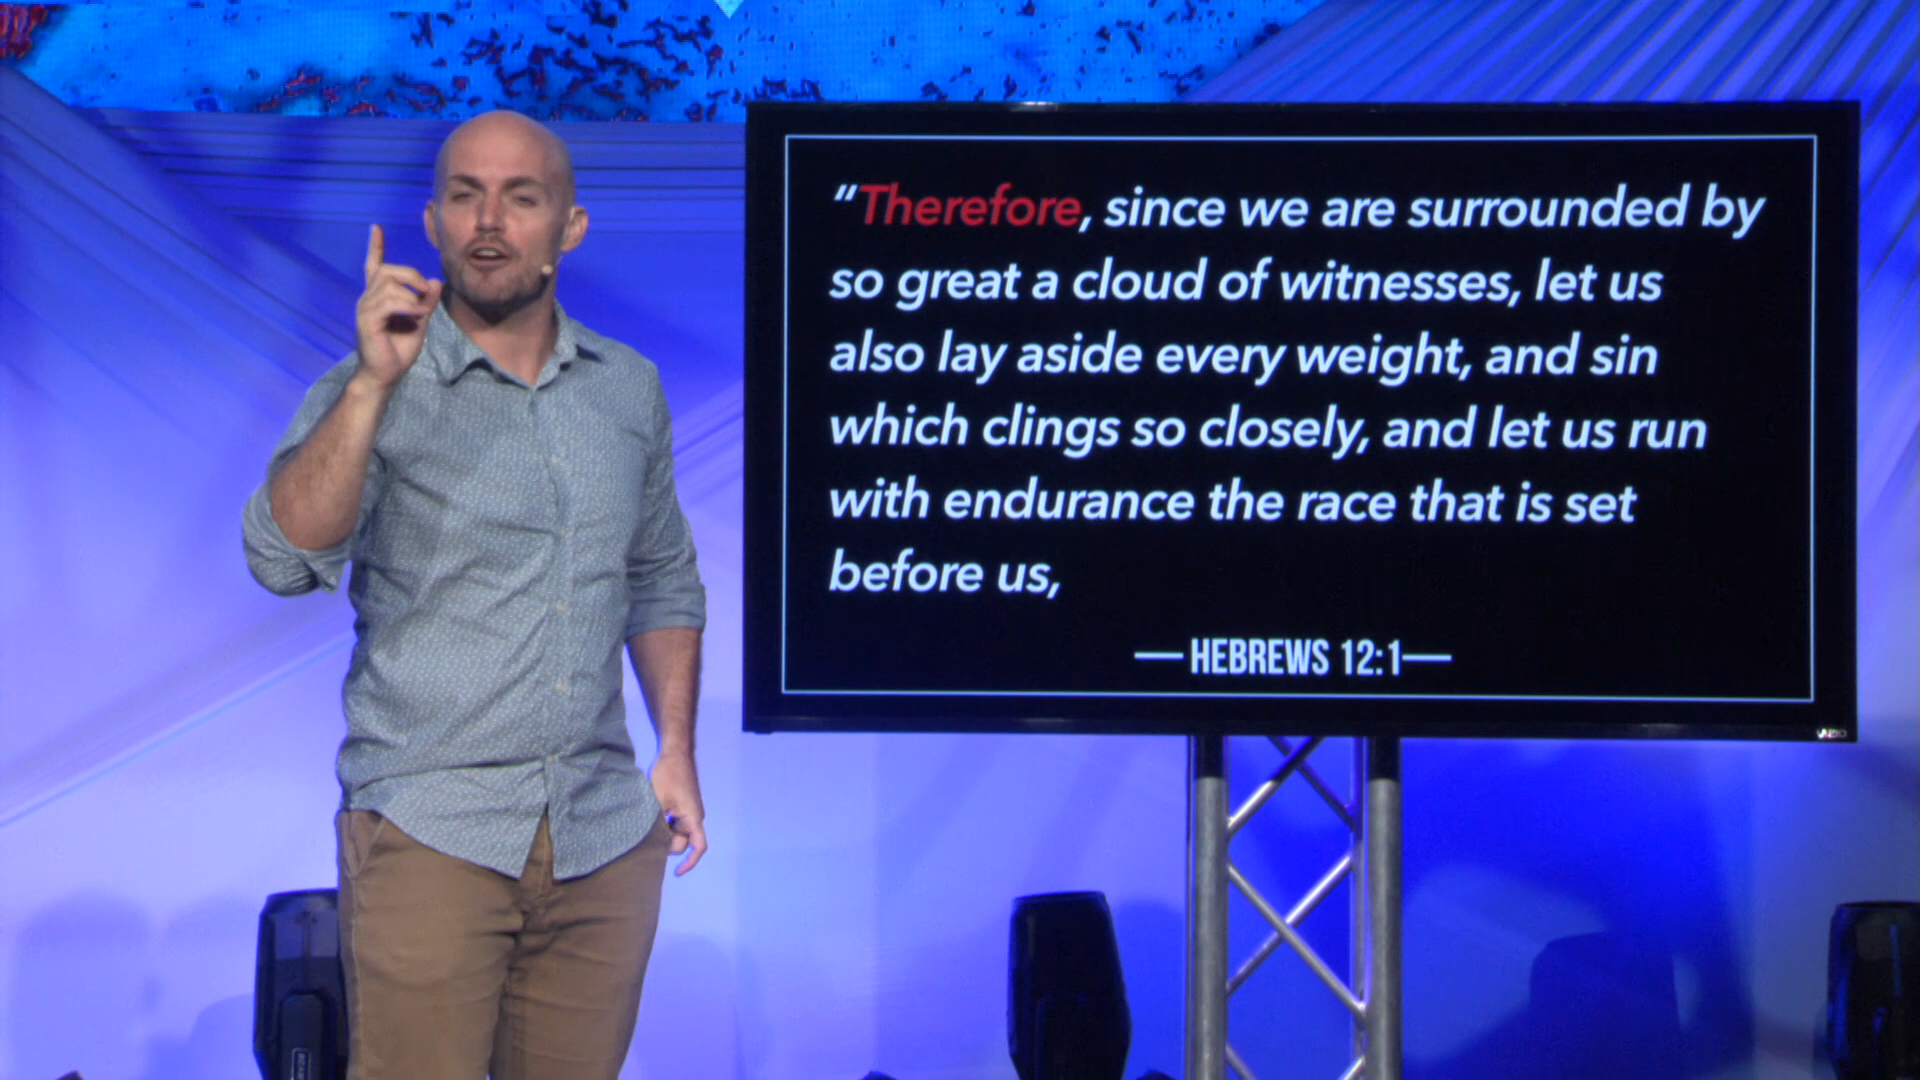 “Therefore, since we are surrounded by
so great a cloud of witnesses, let us
also lay aside every weight, and sin
which clings so closely, and let us run
with endurance the race that is set
before us,
—HEBREWS 12:1—
VIZIO